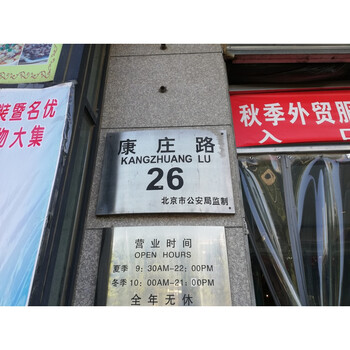 装暨名优
物大集
康庄路
KANGZHUANG LU
26
北京市公安局监制
营业时间
OPEN HOURS
夏季 9:30AM-22:00PM
冬季 10:00AM-21:00PM
全年无休
秋季外贸服
入口